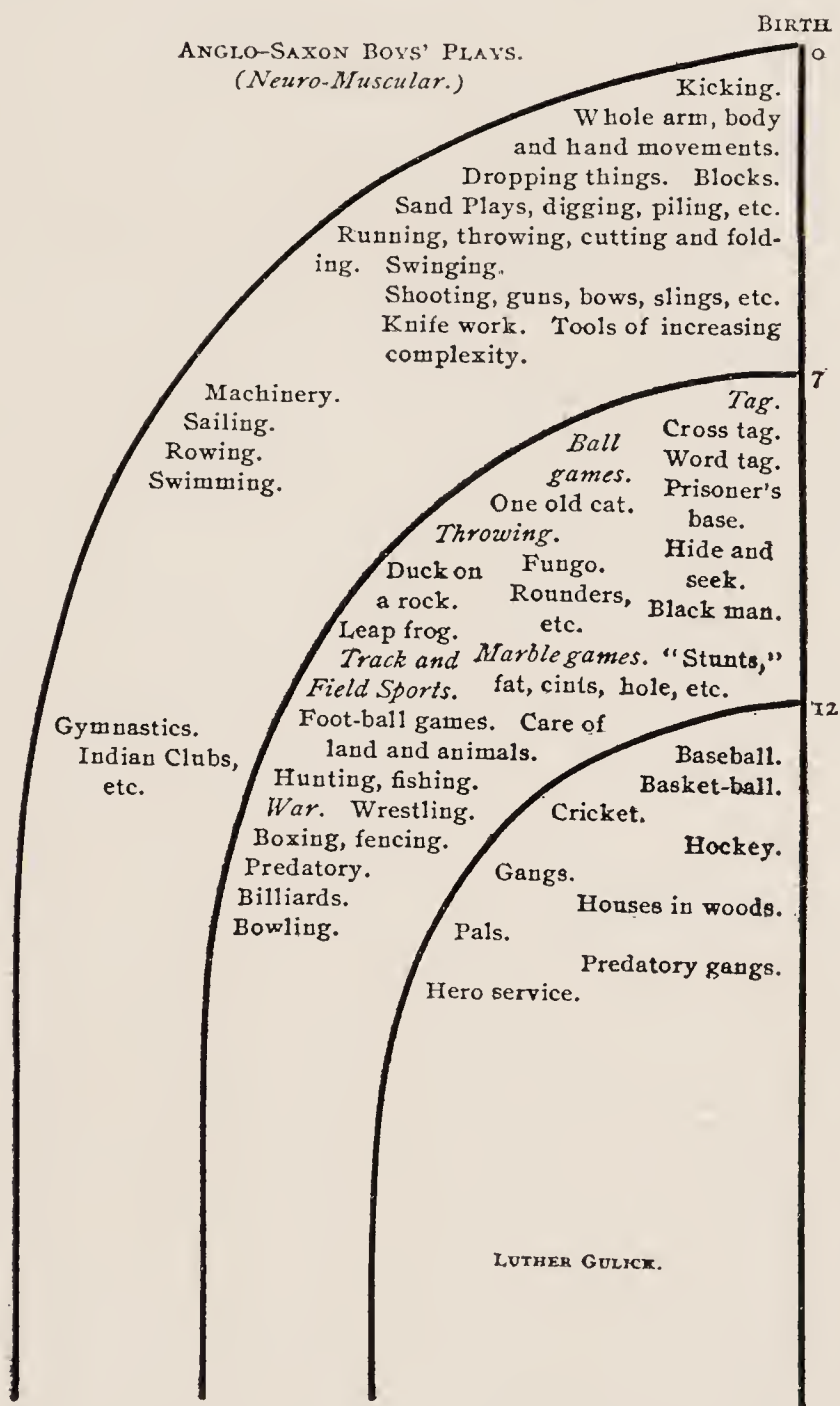 BIRTH
0
ANGLO-SAXON BOYS' PLAYS.
(Neuro-Muscular.)
Kicking.
Whole arm, body
and hand movements.
Dropping things. Blocks.
Sand Plays, digging, piling, etc.
Running, throwing, cutting and fold-
ing. Swinging.
Shooting, guns, bows, slings, etc.
Knife work. Tools of increasing
complexity.
Machinery.
Sailing.
Rowing.
Swimming.
Gymnastics.
Indian Clubs,
etc.
7
Tag.
Cross tag.
Word tag.
Prisoner's
base.
Hide and
seek.
Black man.
"Stunts,"
Ball
games.
One old cat.
Fungo.
Rounders,
etc.
Marble games.
fat, cints, hole, etc.
Throwing.
Duck on
a rock.
Leap frog.
Track and
Field Sports.
Foot-ball games. Care of
land and animals.
Hunting, fishing.
War. Wrestling.
Boxing, fencing.
Predatory.
Billiards.
Bowling.
12
Baseball.
Basket-ball.
Cricket.
Hockey.
Gangs.
Houses in woods.
Pals.
Predatory gangs.
Hero service.
LUTHER GULICK.